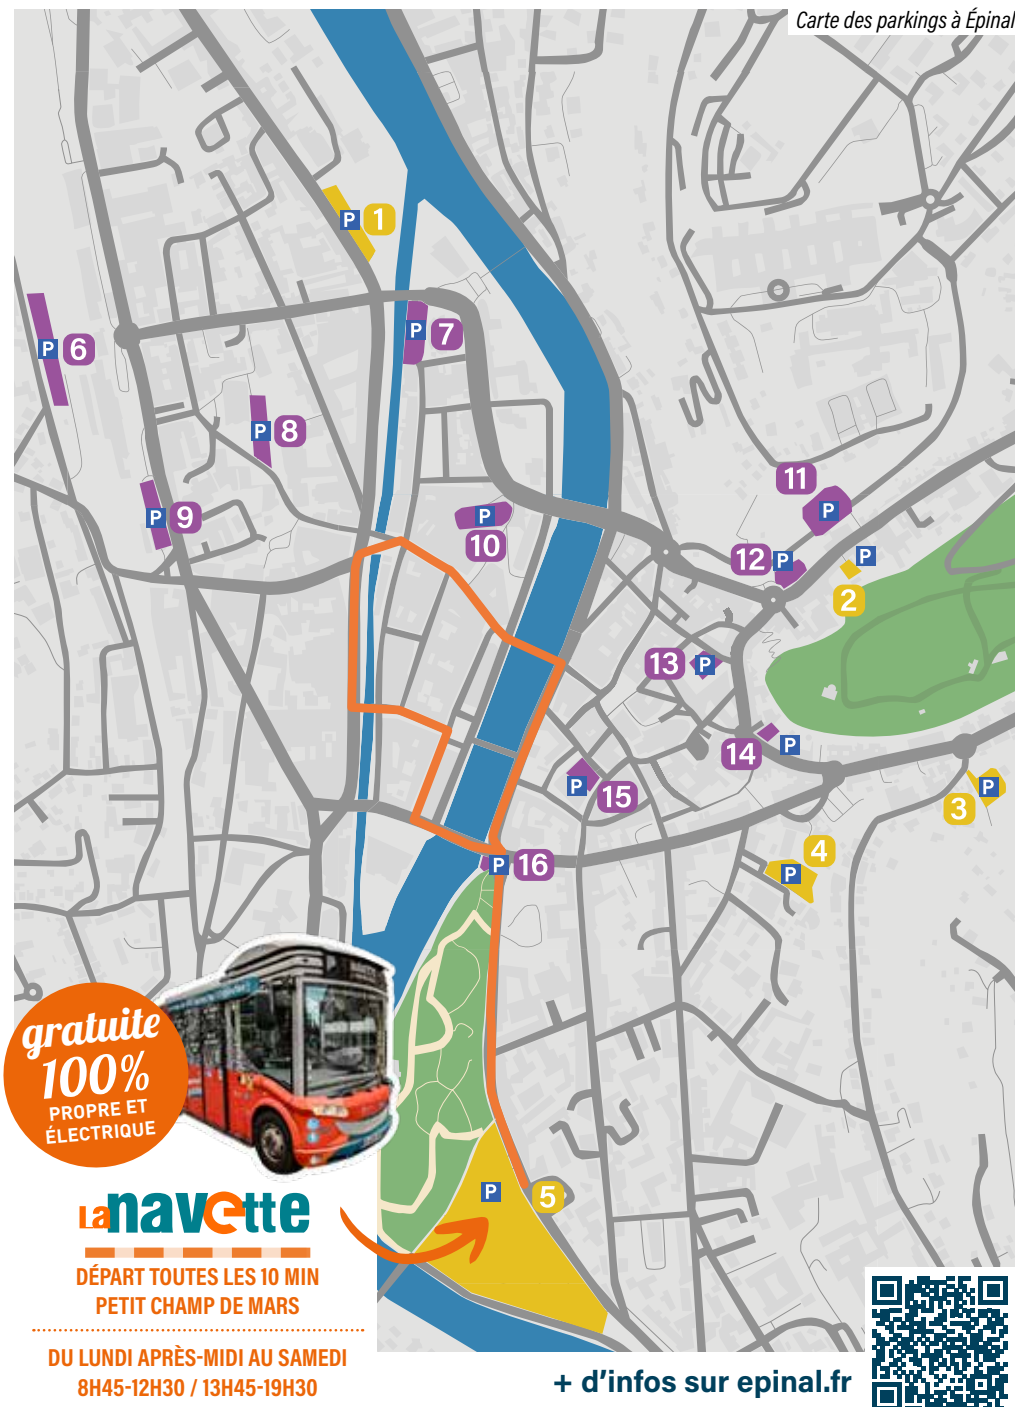 Carte des parkings à Épinal
P 1
P 7
P 6
P 8
P 9
P
10
11
P
12 P
P
2
13 P
14 P
P 15
P
3
4
P
P 16
P
5
gratuite
100%
PROPRE ET
ÉLECTRIQUE
La navette
DÉPART TOUTES LES 10 MIN
PETIT CHAMP DE MARS
DU LUNDI APRÈS-MIDI AU SAMEDI
8H45-12H30 / 13H45-19H30
+ d'infos sur epinal.fr